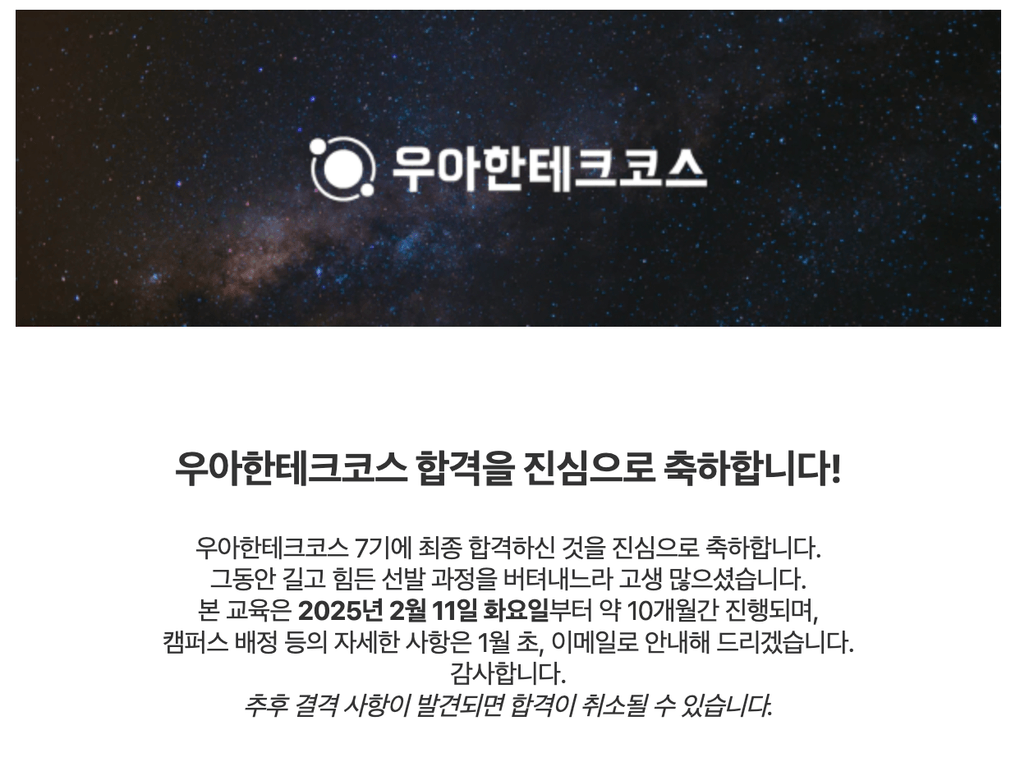 우아한테크코스
우아한테크코스 합격을 진심으로 축하합니다!
우아한테크코스 7기에 최종 합격하신 것을 진심으로 축하합니다.
그동안 길고 힘든 선발 과정을 버텨내느라 고생 많으셨습니다.
본 교육은 2025년 2월 11일 화요일부터 약 10개월간 진행되며,
캠퍼스 배정 등의 자세한 사항은 1월 초, 이메일로 안내해 드리겠습니다.
감사합니다.
추후 결격 사항이 발견되면 합격이 취소될 수 있습니다.